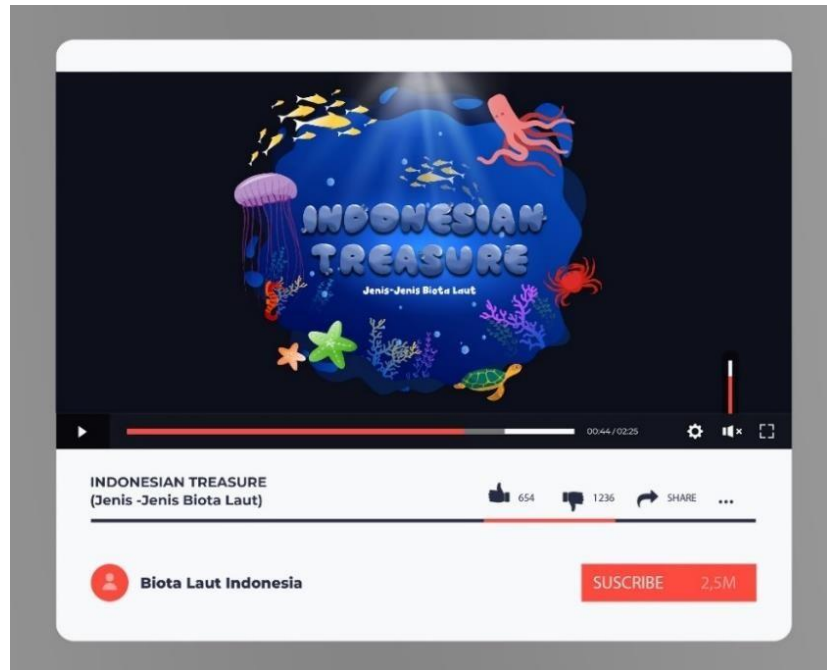 INDONESIAN
TREASURE
Jenis-Jenis Biota Laut
00:44 / 02:25
INDONESIAN TREASURE
(Jenis -Jenis Biota Laut)
654
1236
SHARE
Biota Laut Indonesia
SUSCRIBE 2,5M